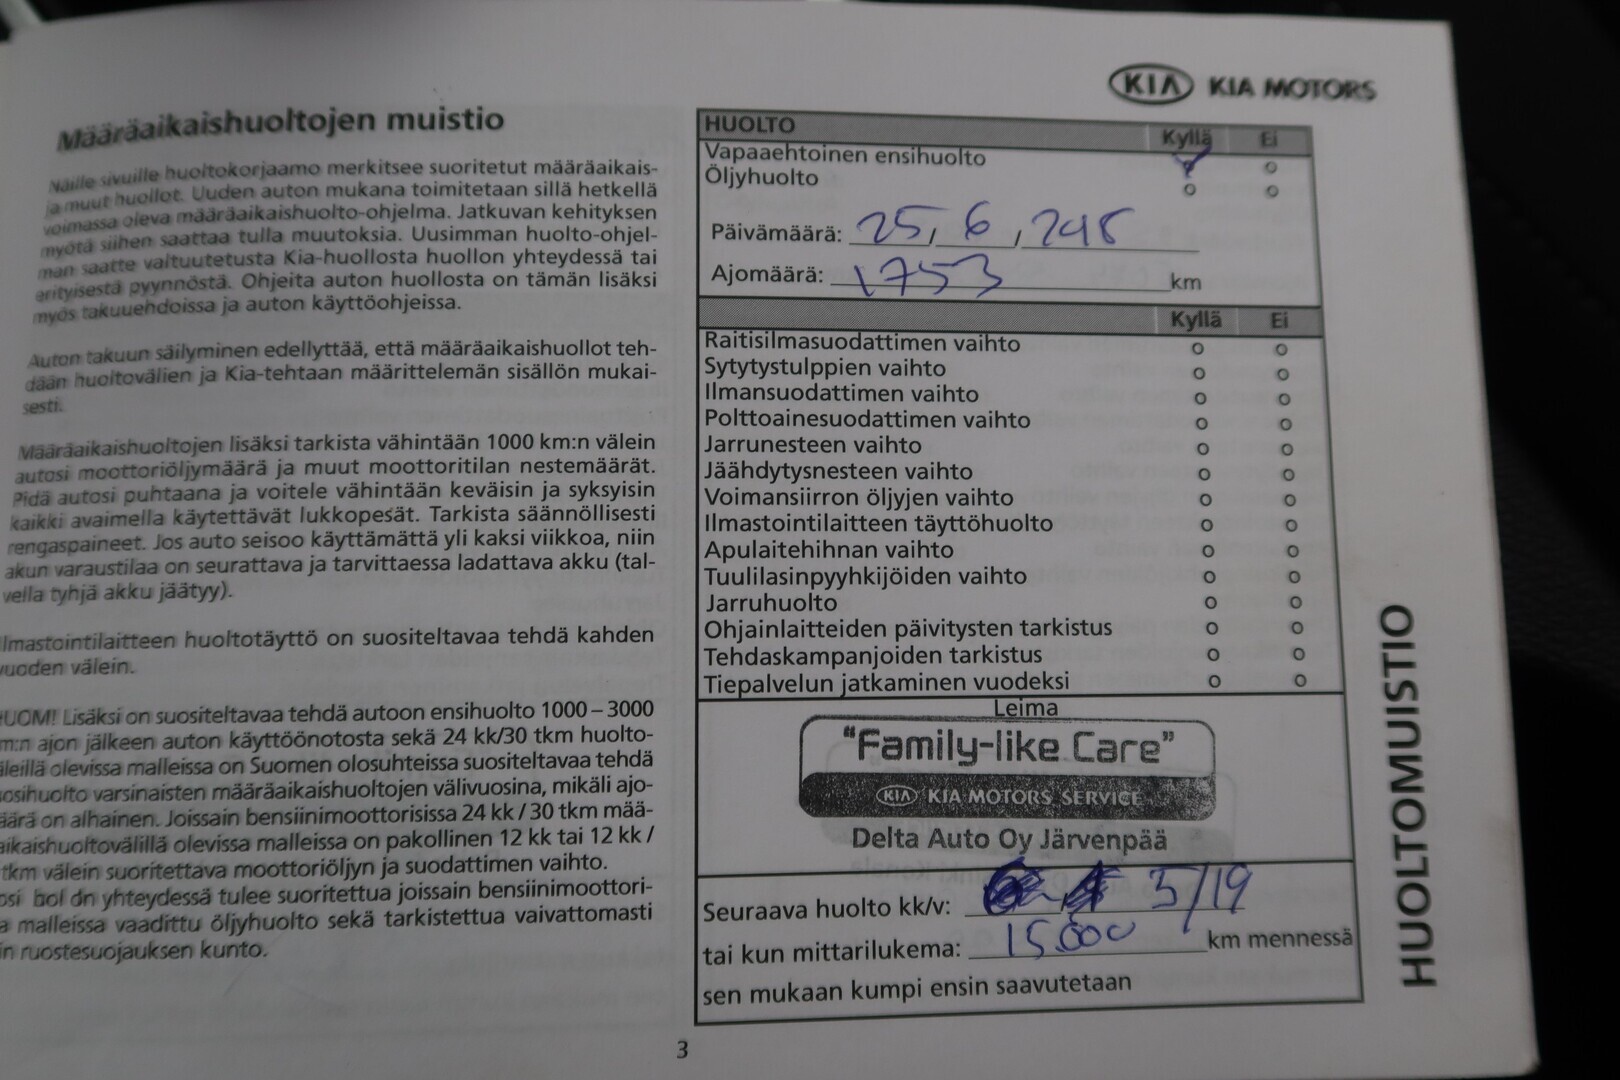 Määräaikaishuoltojen muistio
Näille sivuille huoltokorjaamo merkitsee suoritetut määräaikais-
ja muut huollot. Uuden auton mukana toimitetaan sillä hetkellä
voimassa oleva määräaikaishuolto-ohjelma. Jatkuvan kehityksen
myötä siihen saattaa tulla muutoksia. Uusimman huolto-ohjel-
man saatte valtuutetusta Kia-huollosta huollon yhteydessä tai
erityisestä pyynnöstä. Ohjeita auton huollosta on tämän lisäksi
myös takuuehdoissa ja auton käyttöohjeissa.
Auton takuun säilyminen edellyttää, että määräaikaishuollot teh-
dään huoltovälien ja Kia-tehtaan määrittelemän sisällön mukai-
sesti.
Määräaikaishuoltojen lisäksi tarkista vähintään 1000 km:n välein
autosi moottoriöljymäärä ja muut moottoritilan nestemäärät.
Pidä autosi puhtaana ja voitele vähintään keväisin ja syksyisin
kaikki avaimella käytettävät lukkopesät. Tarkista säännöllisesti
rengaspaineet. Jos auto seisoo käyttämättä yli kaksi viikkoa, niin
akun varaustilaa on seurattava ja tarvittaessa ladattava akku (tal-
vella tyhjä akku jäätyy).
Ilmastointilaitteen huoltotäyttö on suositeltavaa tehdä kahden
vuoden välein.
HUOM! Lisäksi on suositeltavaa tehdä autoon ensihuolto 1000 – 3000
km:n ajon jälkeen auton käyttöönotosta sekä 24 kk/30 tkm huolto-
väleillä olevissa malleissa on Suomen olosuhteissa suositeltavaa tehdä
vuosihuolto varsinaisten määräaikaishuoltojen välivuosina, mikäli ajo-
määrä on alhainen. Joissain bensiinimoottorisissa 24 kk / 30 tkm mää-
räaikaishuoltovälillä olevissa malleissa on pakollinen 12 kk tai 12 kk /
tkm välein suoritettava moottoriöljyn ja suodattimen vaihto.
yhteydessä tulee suoritettua joissain bensiinimoottori-
malleissa vaadittu öljyhuolto sekä tarkistettua vaivattomasti
ruostesuojauksen kunto.
3
KIA KIA MOTORS
HUOLTO Kyllä Ei
Vapaaehtoinen ensihuolto o
Öljyhuolto o o
Päivämäärä: 25, 6,
Ajomäärä: 1753 km
Kyllä Ei
Raitisilmasuodattimen vaihto o o
Sytytystulppien vaihto o o
Ilmansuodattimen vaihto o o
Polttoainesuodattimen vaihto o o
Jarrunesteen vaihto o o
Jäähdytysnesteen vaihto o o
Voimansiirron öljyjen vaihto o o
Ilmastointilaitteen täyttöhuolto o o
Apulaitehihnan vaihto o o
Tuulilasinpyyhkijöiden vaihto o o
Jarruhuolto o o
Ohjainlaitteiden päivitysten tarkistus o o
Tehdaskampanjoiden tarkistus o o
Tiepalvelun jatkaminen vuodeksi o o
Leima
"Family-like Care"
KIA KIA MOTORS SERVICE
Delta Auto Oy Järvenpää
Seuraava huolto kk/v: 5/19
tai kun mittarilukema: 15000 km mennessä
sen mukaan kumpi ensin saavutetaan
HUOLTOMUISTIO